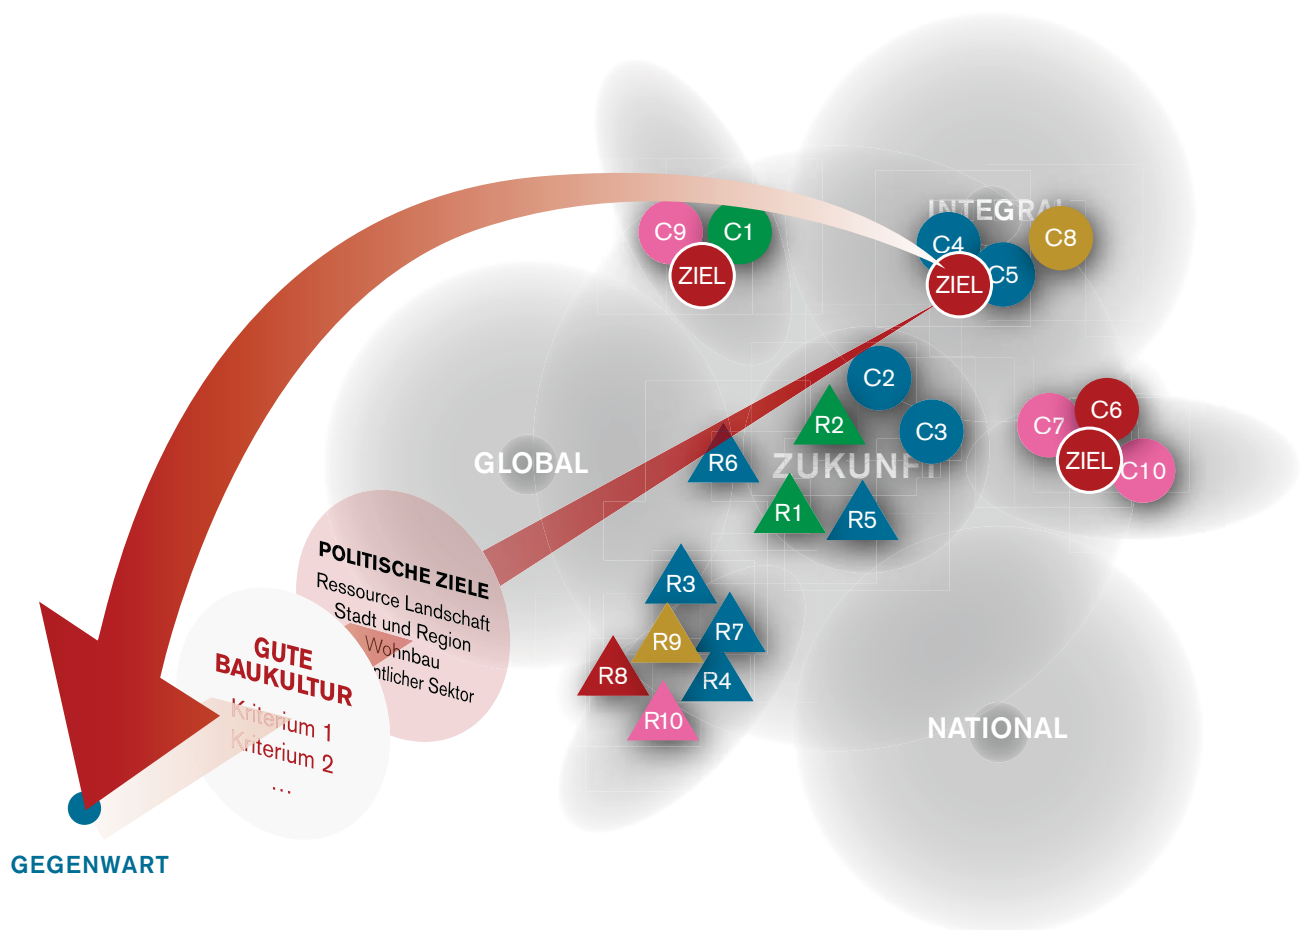 INTEGRAL
C9
C1
ZIEL
C4
C8
C5
ZIEL
C2
C3
R2
C6
C7
ZIEL
C10
GLOBAL
R6
ZUKUNFT
R1
R5
POLITISCHE ZIELE
Ressource Landschaft
Stadt und Region
Wohnbau
ntlicher Sektor
R3
R7
R9
R8
R4
R10
GUTE
BAUKULTUR
Kriterium 1
Kriterium 2
...
NATIONAL
GEGENWART